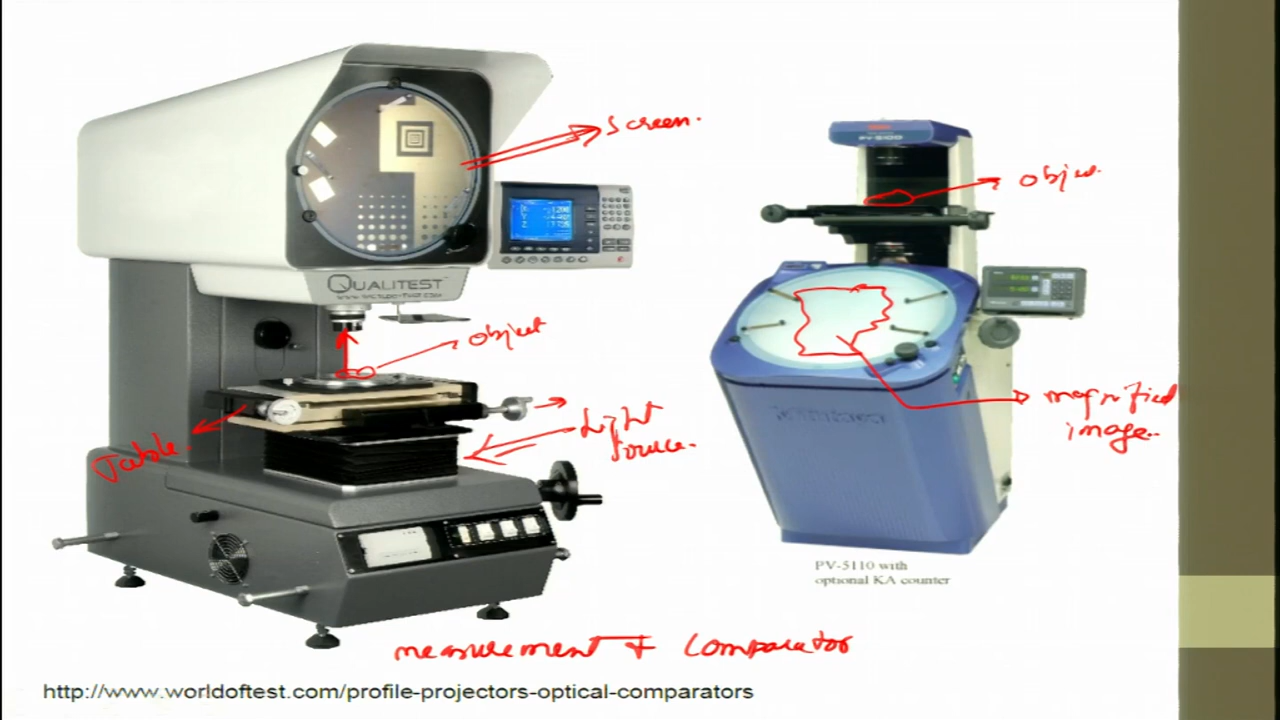 Screen.
Object
QUALITEST
object
Table.
Light
Source.
magnified
image.
PV-5110 with
optional KA counter
measurement & comparator
http://www.worldoftest.com/profile-projectors-optical-comparators